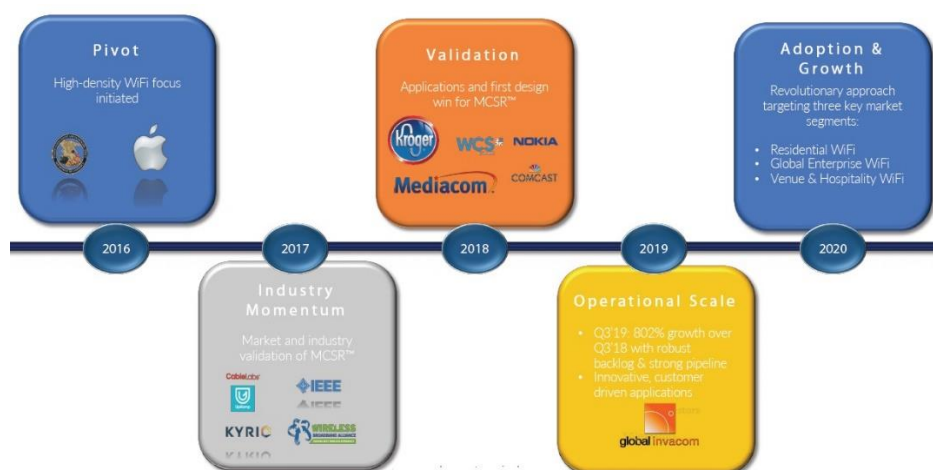 Pivot
High-density WiFi focus
initiated
Validation
Applications and first design
win for MCSR™
Kroger
WCS
NOKIA
Mediacom
COMCAST
Adoption &
Growth
Revolutionary approach
targeting three key market
segments:
• Residential WiFi
• Global Enterprise WiFi
• Venue & Hospitality WiFi
2016
2017
2018
2019
2020
Industry
Momentum
Market and industry
validation of MCSR™
CableLabs
IEEE
KYRIO
WIRELESS
BROADBAND ALLIANCE
Operational Scale
• Q3'19: 802% growth over
Q3'18 with robust
backlog & strong pipeline
• Innovative, customer
driven applications
global invacom